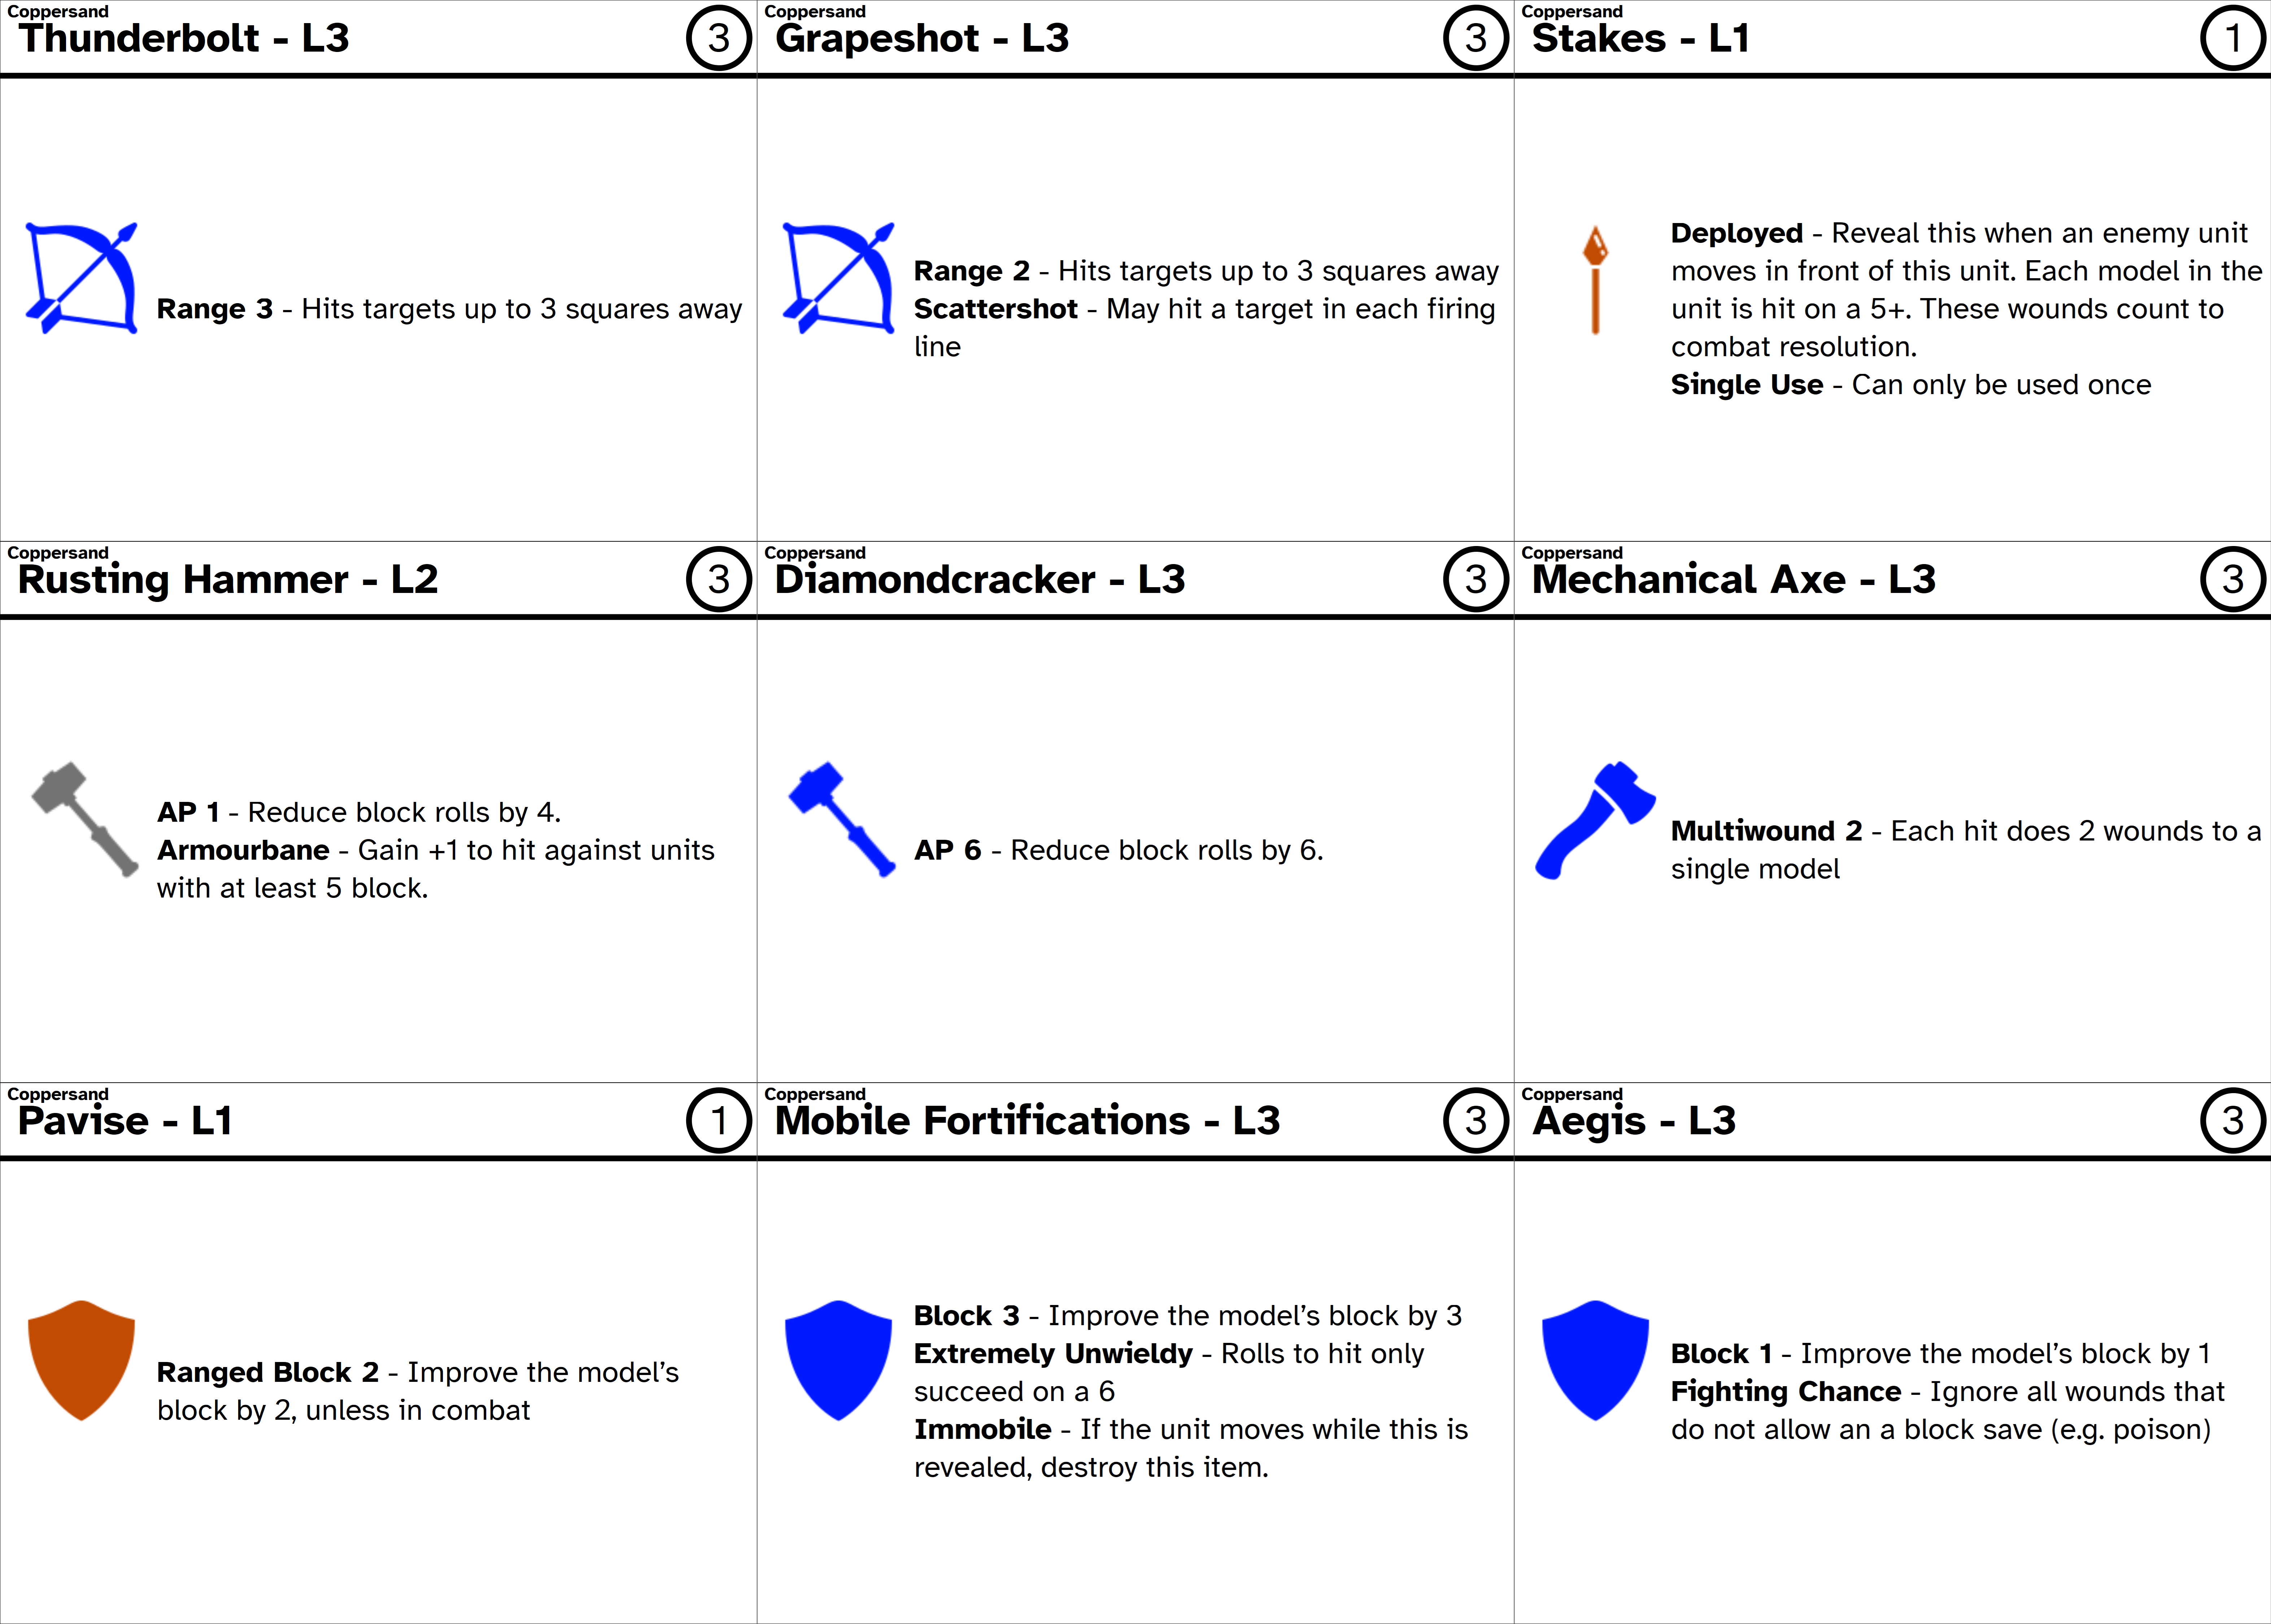 Coppersand
Thunderbolt - L3
3
Range 3 - Hits targets up to 3 squares away
Coppersand
Grapeshot - L3
3
Range 2 - Hits targets up to 3 squares away
Scattershot - May hit a target in each firing
line
Coppersand
Stakes - L1
1
Deployed - Reveal this when an enemy unit
moves in front of this unit. Each model in the
unit is hit on a 5+. These wounds count to
combat resolution.
Single Use - Can only be used once
Coppersand
Rusting Hammer - L2
3
AP 1 - Reduce block rolls by 4.
Armourbane - Gain +1 to hit against units
with at least 5 block.
Coppersand
Diamondcracker - L3
3
AP 6 - Reduce block rolls by 6.
Coppersand
Mechanical Axe - L3
3
Multiwound 2 - Each hit does 2 wounds to a
single model
Coppersand
Pavise - L1
1
Ranged Block 2 - Improve the model’s
block by 2, unless in combat
Coppersand
Mobile Fortifications - L3
3
Block 3 - Improve the model’s block by 3
Extremely Unwieldy - Rolls to hit only
succeed on a 6
Immobile - If the unit moves while this is
revealed, destroy this item.
Coppersand
Aegis - L3
3
Block 1 - Improve the model’s block by 1
Fighting Chance - Ignore all wounds that
do not allow an a block save (e.g. poison)